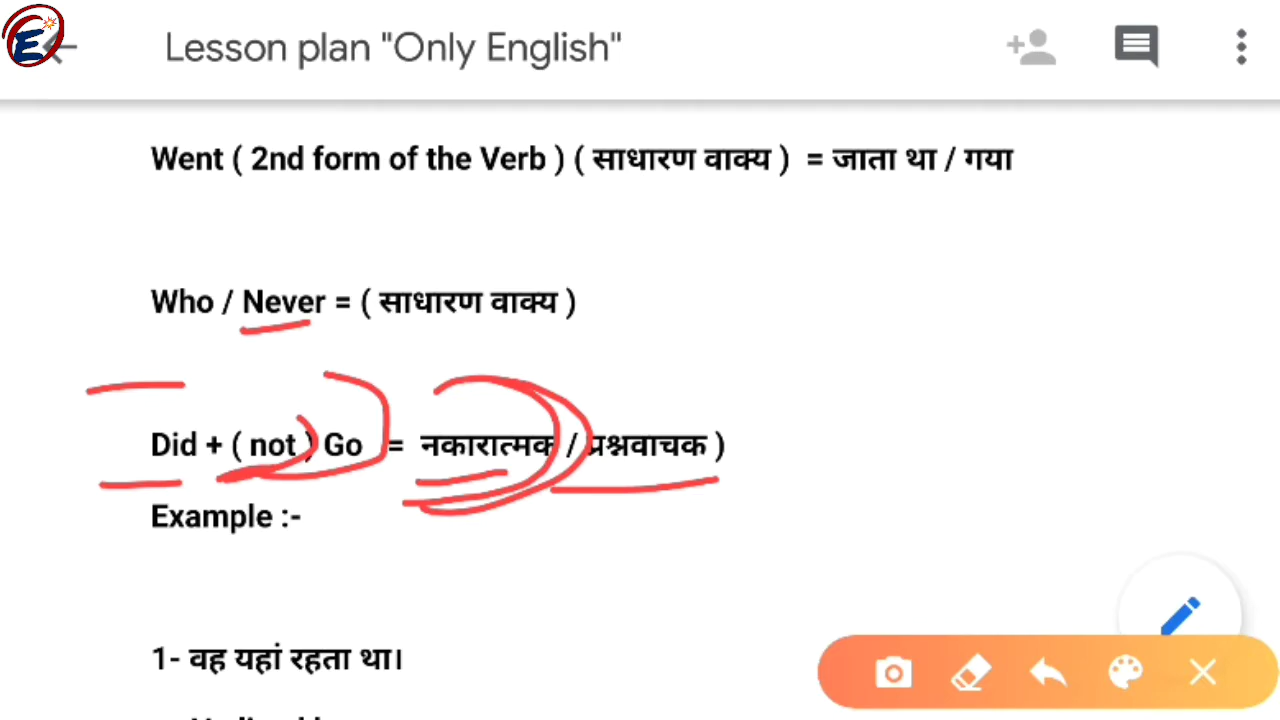 E
Lesson plan "Only English"
Went ( 2nd form of the Verb ) ( साधारण वाक्य ) = जाता था / गया
Who / Never = ( साधारण वाक्य )
Did + ( not ) Go = नकारात्मक / प्रश्नवाचक )
Example :-
1- वह यहां रहता था।